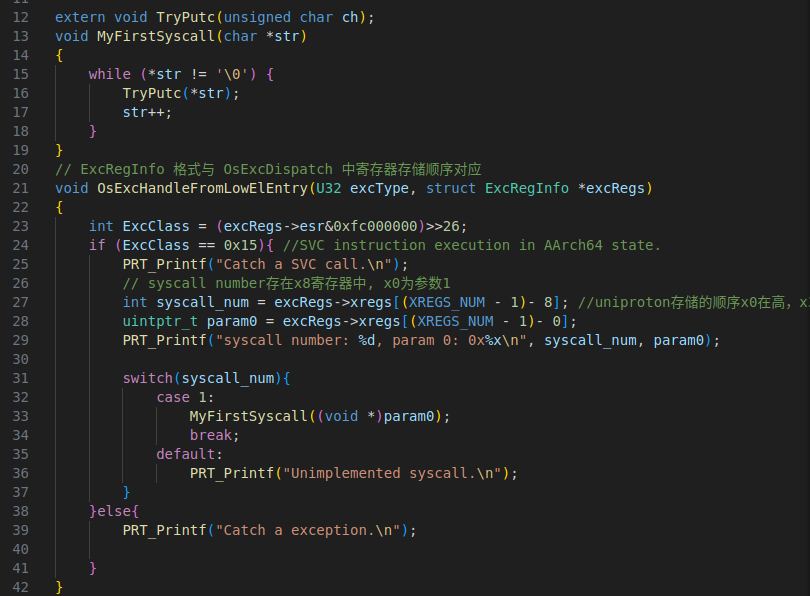 12 extern void TryPutc(unsigned char ch);
13 void MyFirstSyscall(char *str)
14 {
15 while (*str != '\0') {
16 TryPutc(*str);
17 str++;
18 }
19 }
20 // ExcRegInfo 格式与 OsExcDispatch 中寄存器存储顺序对应
21 void OsExcHandleFromLowElEntry(U32 excType, struct ExcRegInfo *excRegs)
22 {
23 int ExcClass = (excRegs->esr&0xfc000000)>>26;
24 if (ExcClass == 0x15){ //SVC instruction execution in AArch64 state.
25 PRT_Printf("Catch a SVC call.\n");
26 // syscall number存在x8寄存器中, x0为参数1
27 int syscall_num = excRegs->xregs[(XREGS_NUM - 1)- 8]; //uniproton存储的顺序x0在高，
28 uintptr_t param0 = excRegs->xregs[(XREGS_NUM - 1)- 0];
29 PRT_Printf("syscall number: %d, param 0: 0x%x\n", syscall_num, param0);
30
31 switch(syscall_num){
32 case 1:
33 MyFirstSyscall((void *)param0);
34 break;
35 default:
36 PRT_Printf("Unimplemented syscall.\n");
37 }
38 }else{
39 PRT_Printf("Catch a exception.\n");
40
41 }
42 }